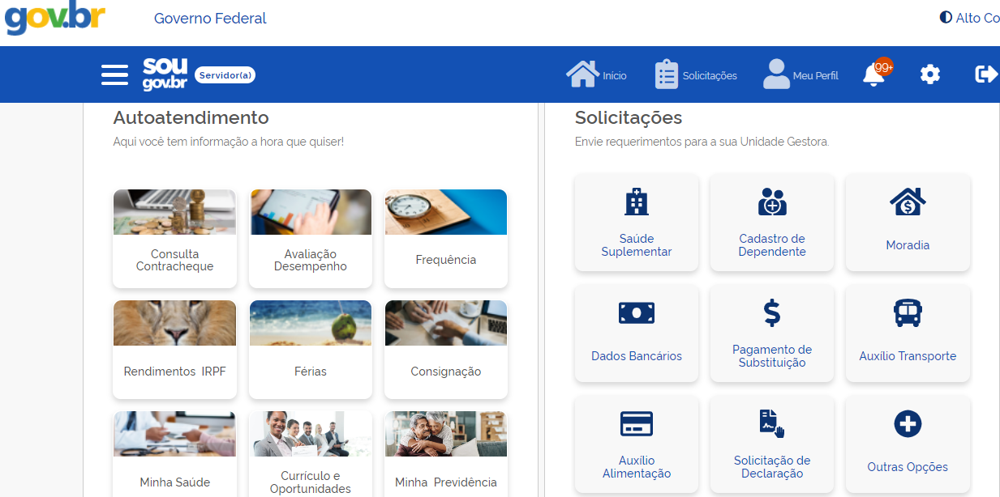 gov.br
Governo Federal
Alto Co
sou
gov.br
Servidor(a)
Início
Solicitações
Meu Perfil
99+
Autoatendimento
Aqui você tem informação a hora que quiser!
Consulta
Contracheque
Avaliação
Desempenho
Frequência
Rendimentos IRPF
Férias
Consignação
Minha Saúde
Currículo e
Oportunidades
Minha Previdência
Solicitações
Envie requerimentos para a sua Unidade Gestora.
Saúde
Suplementar
Cadastro de
Dependente
Moradia
Dados Bancários
Pagamento de
Substituição
Auxílio Transporte
Auxílio
Alimentação
Solicitação de
Declaração
Outras Opções